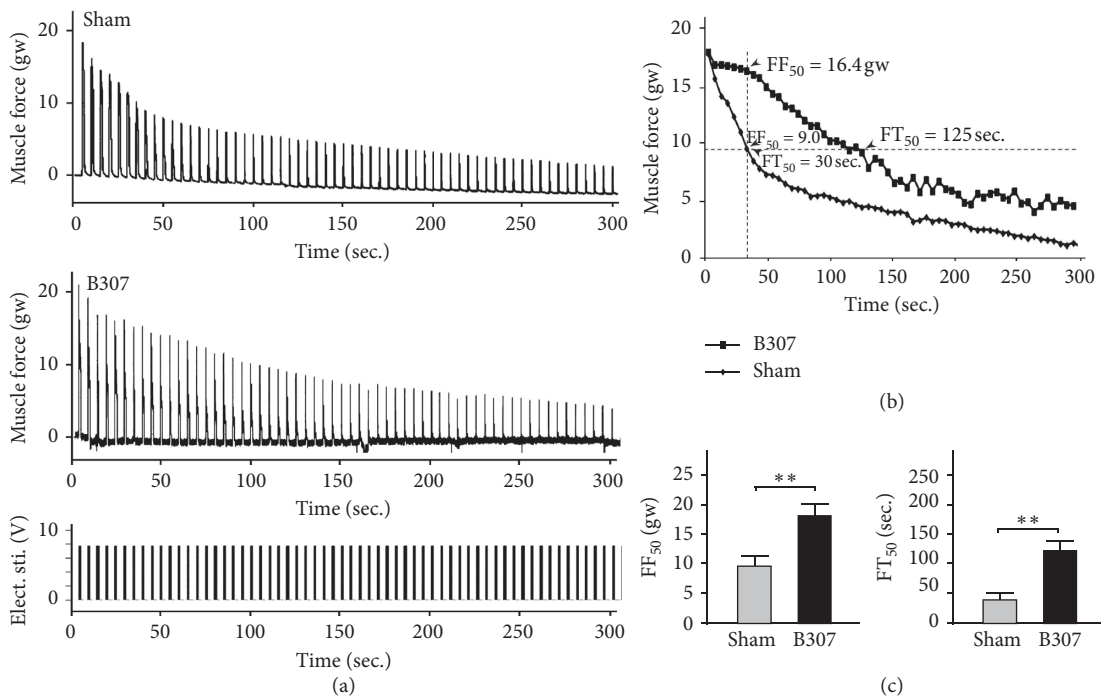 Sham
Muscle force (gw)
20
10
0
0 50 100 150 200 250 300
Time (sec.)
B307
Muscle force (gw)
20
10
0
0 50 100 150 200 250 300
Time (sec.)
Elect. sti. (V)
10
0
0 50 100 150 200 250 300
Time (sec.)
(a)
Muscle force (gw)
20
15
10
5
0
FF50 = 16.4 gw
FF50 = 9.0
FT50 = 125 sec.
FT50 = 30 sec.
0 50 100 150 200 250 300
Time (sec.)
B307
Sham
(b)
FF50 (gw)
25
20
15
10
5
0
**
Sham B307
FT50 (sec.)
250
200
150
100
50
0
**
Sham B307
(c)